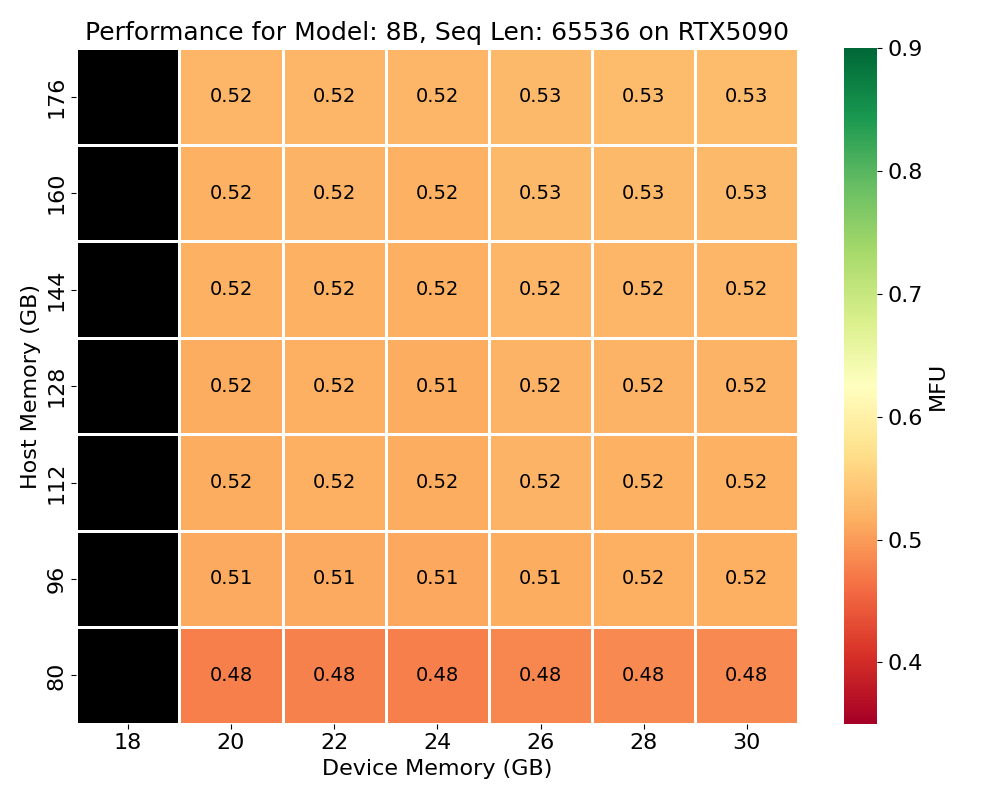 Performance for Model: 8B, Seq Len: 65536 on RTX5090
176 0.52 0.52 0.52 0.53 0.53 0.53
160 0.52 0.52 0.52 0.53 0.53 0.53
144 0.52 0.52 0.52 0.52 0.52 0.52
128 0.52 0.52 0.51 0.52 0.52 0.52
112 0.52 0.52 0.52 0.52 0.52 0.52
96 0.51 0.51 0.51 0.51 0.52 0.52
80 0.48 0.48 0.48 0.48 0.48 0.48
18 20 22 24 26 28 30
Device Memory (GB)
Host Memory (GB)
0.9
0.8
0.7
0.6
0.5
0.4
MFU